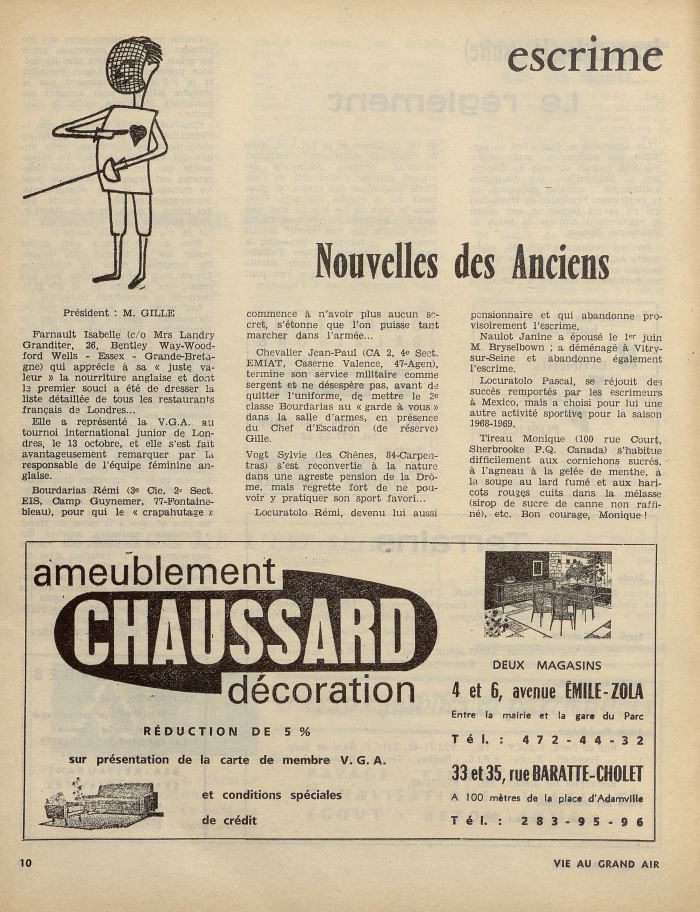 escrime
Nouvelles des Anciens
Président : M. GILLE
Farnault Isabelle (c/o Mrs Landry
Granditer, 26, Bentley Way-Wood-
ford Wells - Essex - Grande-Breta-
gne) qui apprécie à sa « juste va-
leur » la nourriture anglaise et dont
le premier souci a été de dresser la
liste détaillée de tous les restaurants
français de Londres...
Elle a représenté la V.G.A. au
tournoi international junior de Lon-
dres, le 13 octobre, et elle s'est fait
avantageusement remarquer par la
responsable de l'équipe féminine an-
glaise.
Bourdarias Rémi (3e Cie, 2e Sect.
EIS, Camp Guynemer, 77-Fontaine-
bleau), pour qui le « crapahutage »
commence à n'avoir plus aucun se-
cret, s'étonne que l'on puisse tant
marcher dans l'armée...
Chevalier Jean-Paul (CA 2, 4e Sect.
EMIAT, Caserne Valence, 47-Agen),
termine son service militaire comme
sergent et ne désespère pas, avant de
quitter l'uniforme, de mettre le 2e
classe Bourdarias au « garde à vous »
dans la salle d'armes, en présence
du Chef d'Escadron (de réserve)
Gille.
Vogt Sylvie (les Chênes, 84-Carpen-
tras) s'est reconvertie à la nature
dans une agreste pension de la Drô-
me, mais regrette fort de ne pou-
voir y pratiquer son sport favori...
Locuratolo Rémi, devenu lui aussi
pensionnaire et qui abandonne pro-
visoirement l'escrime.
Naulot Janine a épousé le 1er juin
M. Bryselbown ; a déménagé à Vitry-
sur-Seine et abandonne également
l'escrime.
Locuratolo Pascal, se réjouit des
succès remportés par les escrimeurs
à Mexico, mais a choisi pour lui une
autre activité sportive pour la saison
1968-1969.
Tireau Monique (100 rue Court,
Sherbrooke P.Q. Canada) s'habitue
difficilement aux cornichons sucrés,
à l'agneau à la gelée de menthe, à
la soupe au lard fumé et aux hari-
cots rouges cuits dans la mélasse
(sirop de sucre de canne non raffi-
né), etc. Bon courage, Monique !
ameublement
CHAUSSARD
décoration
RÉDUCTION DE 5 %
sur présentation de la carte de membre V.G.A.
et conditions spéciales
de crédit
DEUX MAGASINS
4 et 6, avenue ÉMILE-ZOLA
Entre la mairie et la gare du Parc
Tél. : 472-44-32
33 et 35, rue BARATTE-CHOLET
A 100 mètres de la place d'Adamville
Tél. : 283-95-96
10
VIE AU GRAND AIR